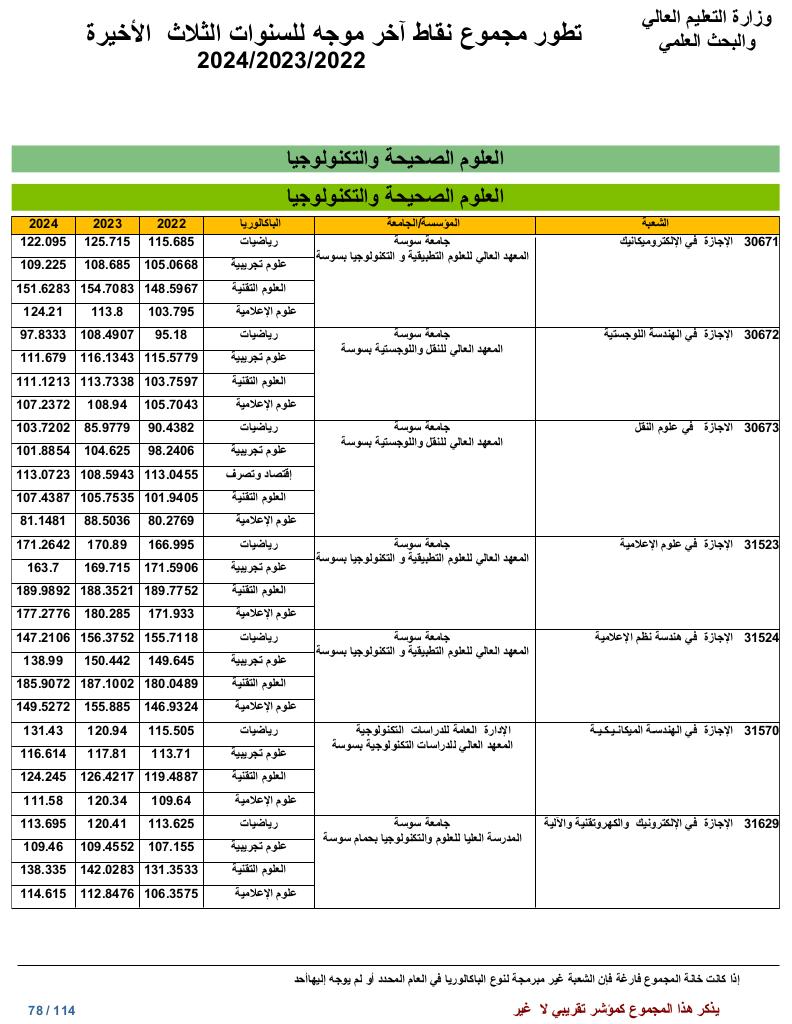 وزارة التعليم العالي
والبحث العلمي
تطور مجموع نقاط آخر موجه للسنوات الثلاث الأخيرة
2024/2023/2022
العلوم الصحيحة والتكنولوجيا
العلوم الصحيحة والتكنولوجيا
الشعبة المؤسسة/الجامعة الباكالوريا 2022 2023 2024
30671 الإجازة في الإلكتروميكانيك جامعة سوسة رياضيات 115.685 125.715 122.095
المعهد العالي للعلوم التطبيقية و التكنولوجيا بسوسة علوم تجريبية 105.0668 108.685 109.225
العلوم التقنية 148.5967 154.7083 151.6283
علوم الإعلامية 103.795 113.8 124.21
30672 الإجازة في الهندسة اللوجستية جامعة سوسة رياضيات 95.18 108.4907 97.8333
المعهد العالي للنقل واللوجستية بسوسة علوم تجريبية 115.5779 116.1343 111.679
العلوم التقنية 103.7597 113.7338 111.1213
علوم الإعلامية 105.7043 108.94 107.2372
30673 الاجازة في علوم النقل جامعة سوسة رياضيات 90.4382 85.9779 103.7202
المعهد العالي للنقل واللوجستية بسوسة علوم تجريبية 98.2406 104.625 101.8854
إقتصاد وتصرف 113.0455 108.5943 113.0723
العلوم التقنية 101.9405 105.7535 107.4387
علوم الإعلامية 80.2769 88.5036 81.1481
31523 الإجازة في علوم الإعلامية جامعة سوسة رياضيات 166.995 170.89 171.2642
المعهد العالي للعلوم التطبيقية و التكنولوجيا بسوسة علوم تجريبية 171.5906 169.715 163.7
العلوم التقنية 189.7752 188.3521 189.9892
علوم الإعلامية 171.933 180.285 177.2776
31524 الإجازة في هندسة نظم الإعلامية جامعة سوسة رياضيات 155.7118 156.3752 147.2106
المعهد العالي للعلوم التطبيقية و التكنولوجيا بسوسة علوم تجريبية 149.645 150.442 138.99
العلوم التقنية 180.0489 187.1002 185.9072
علوم الإعلامية 146.9324 155.885 149.5272
31570 الإجازة في الهندسة الميكانيكية الإدارة العامة للدراسات التكنولوجية رياضيات 115.505 120.94 131.43
المعهد العالي للدراسات التكنولوجية بسوسة علوم تجريبية 113.71 117.81 116.614
العلوم التقنية 119.4887 126.4217 124.245
علوم الإعلامية 109.64 120.34 111.58
31629 الإجازة في الإلكترونيك والكهروتقنية والآلية جامعة سوسة رياضيات 113.625 120.41 113.695
المدرسة العليا للعلوم والتكنولوجيا بحمام سوسة علوم تجريبية 107.155 109.4552 109.46
العلوم التقنية 131.3533 142.0283 138.335
علوم الإعلامية 106.3575 112.8476 114.615
إذا كانت خانة المجموع فارغة فإن الشعبة غير مبرمجة لنوع الباكالوريا في العام المحدد أو لم يوجه إليهاأحد
يذكر هذا المجموع كمؤشر تقريبي لا غير
78 / 114